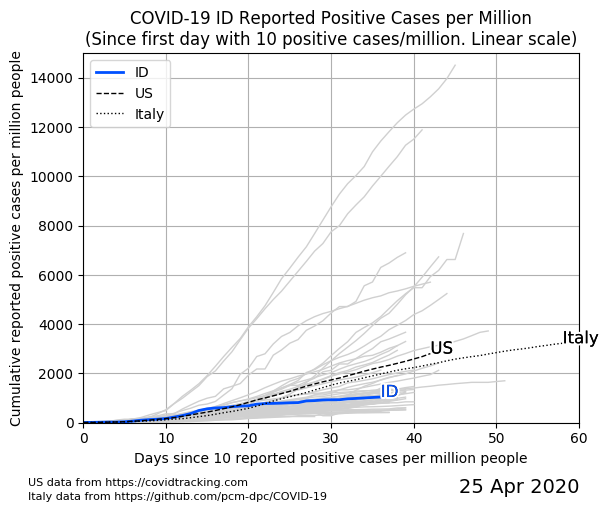 COVID-19 ID Reported Positive Cases per Million
(Since first day with 10 positive cases/million. Linear scale)
Cumulative reported positive cases per million people
14000
12000
10000
8000
6000
4000
2000
0
ID
US
Italy
US
Italy
ID
0
10
20
30
40
50
60
Days since 10 reported positive cases per million people
US data from https://covidtracking.com
Italy data from https://github.com/pcm-dpc/COVID-19
25 Apr 2020